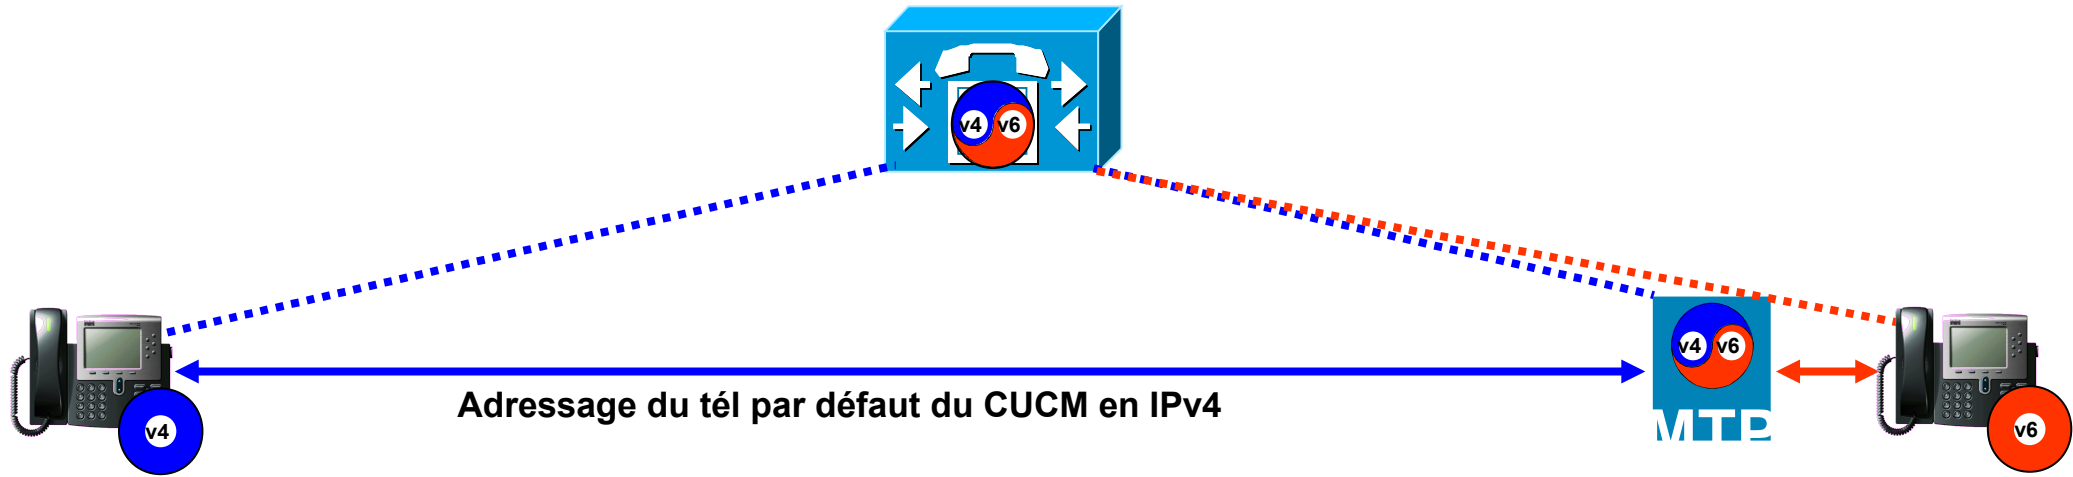 v4 v6
v4 v6
Adressage du tél par défaut du CUCM en IPv4
MTP
v4
v6